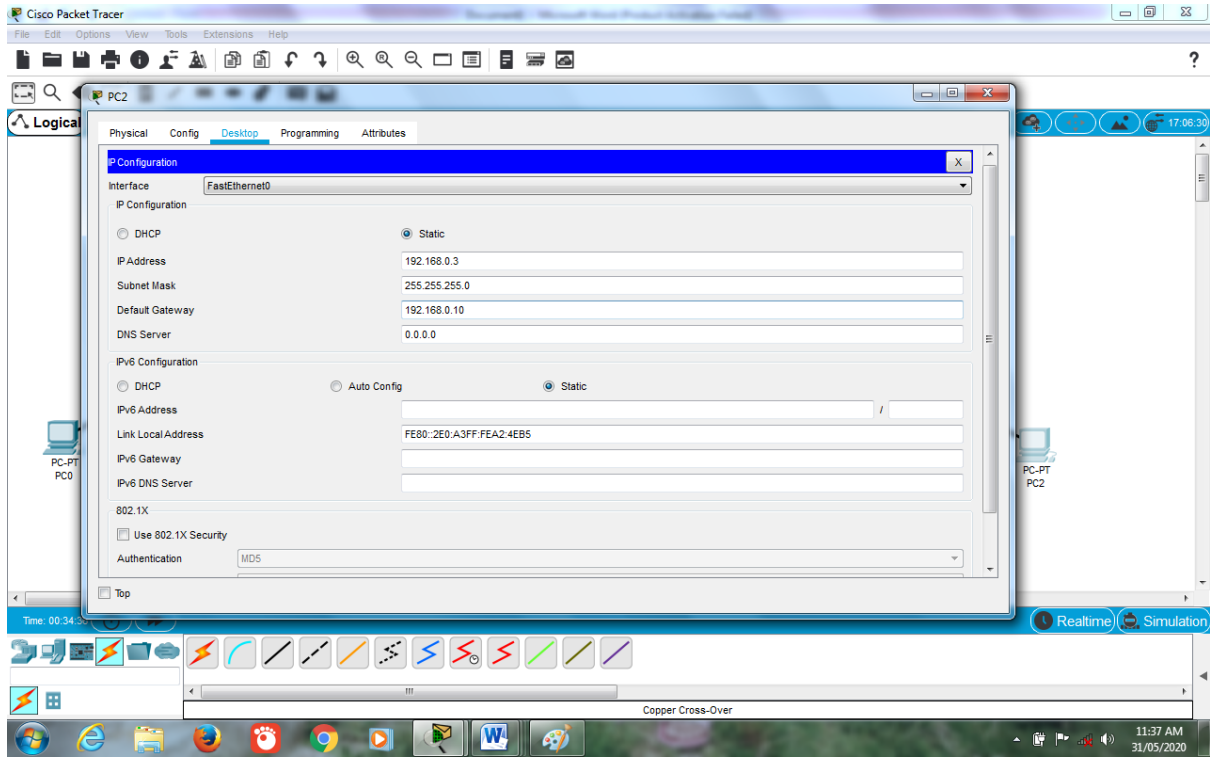 Cisco Packet Tracer
File Edit Options View Tools Extensions Help
?
PC2
Logical
17:06:30
Physical Config Desktop Programming Attributes
IP Configuration X
Interface FastEthernet0
IP Configuration
DHCP Static
IP Address 192.168.0.3
Subnet Mask 255.255.255.0
Default Gateway 192.168.0.10
DNS Server 0.0.0.0
IPv6 Configuration
DHCP Auto Config Static
IPv6 Address /
Link Local Address FE80::2E0:A3FF:FEA2:4EB5
IPv6 Gateway
IPv6 DNS Server
802.1X
Use 802.1X Security
Authentication MD5
Top
PC-PT
PC0
PC-PT
PC2
Time: 00:34:
Realtime Simulation
Copper Cross-Over
11:37 AM
31/05/2020